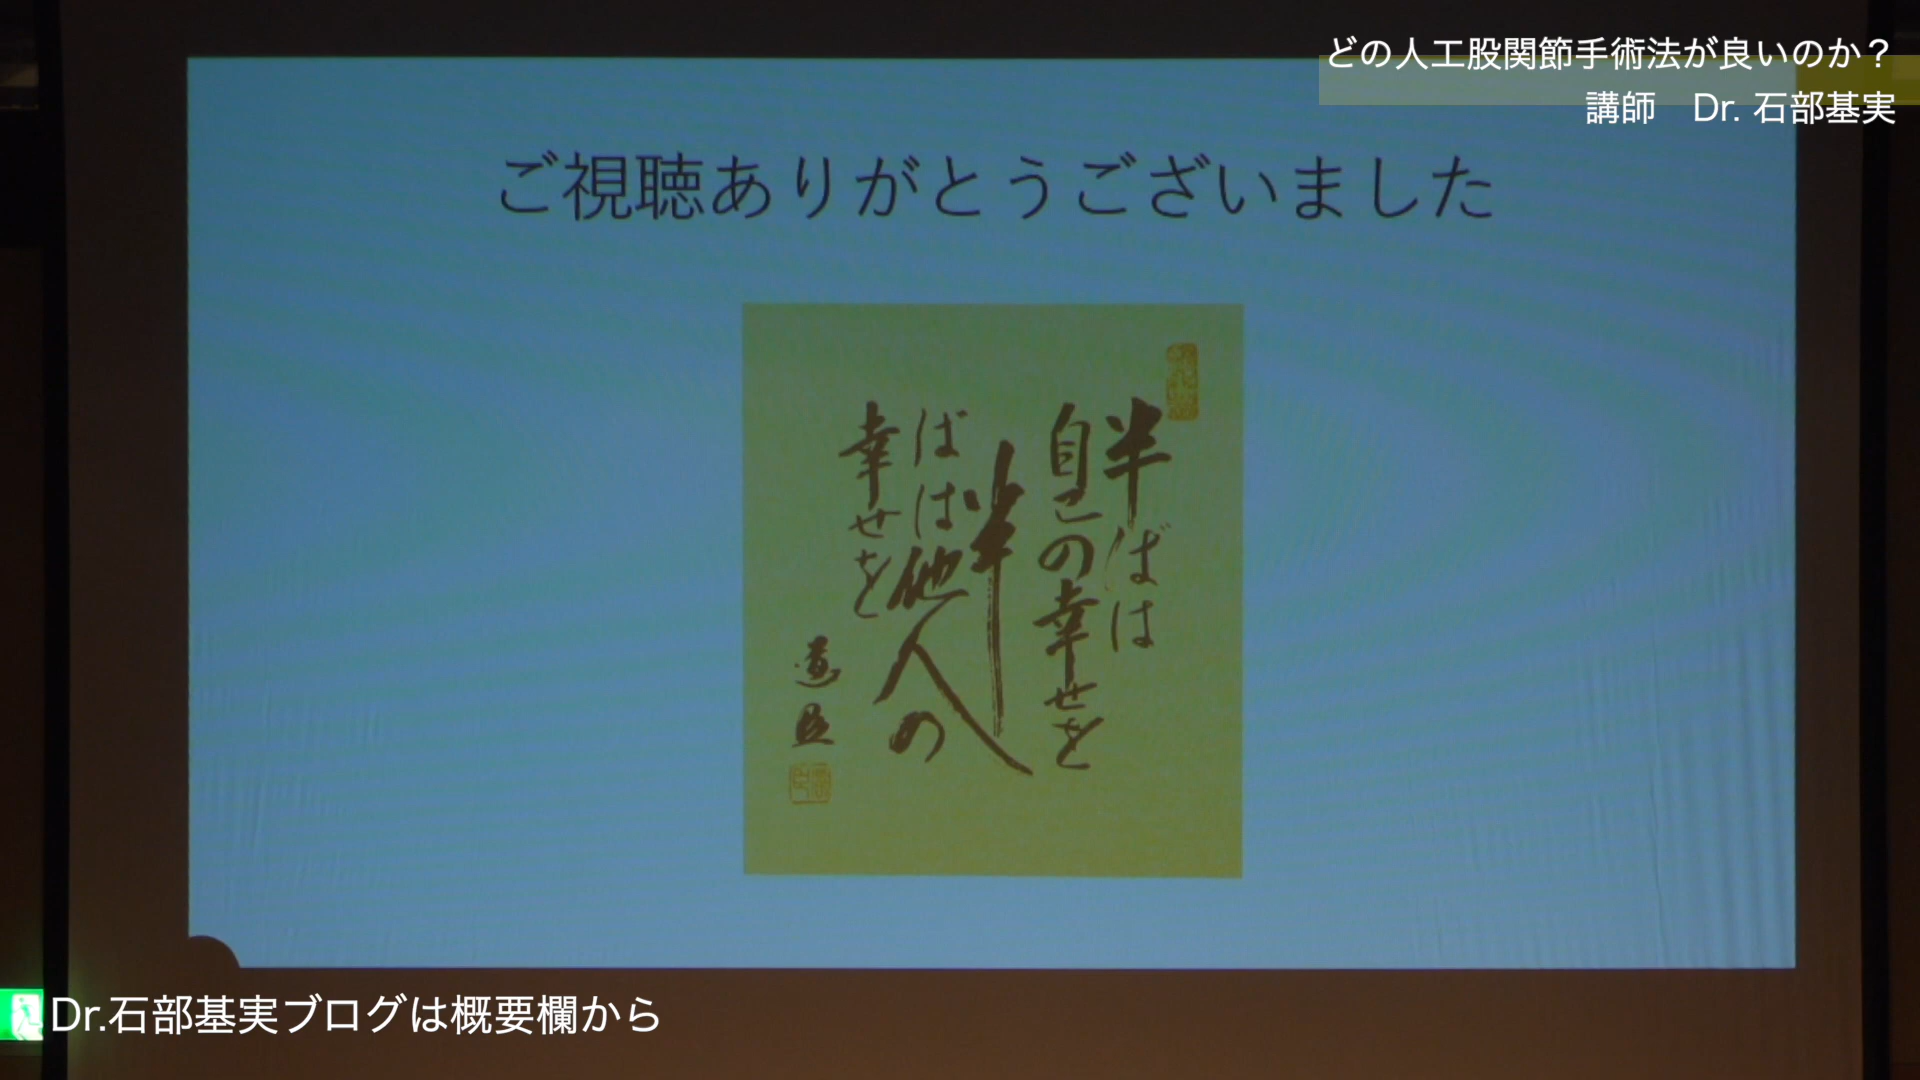 どの人工股関節手術法が良いのか？
講師　Dr. 石部基実
ご視聴ありがとうございました
半ばは
自己の幸せを
半
ばは他人の
幸せを
道臣
Dr.石部基実ブログは概要欄から